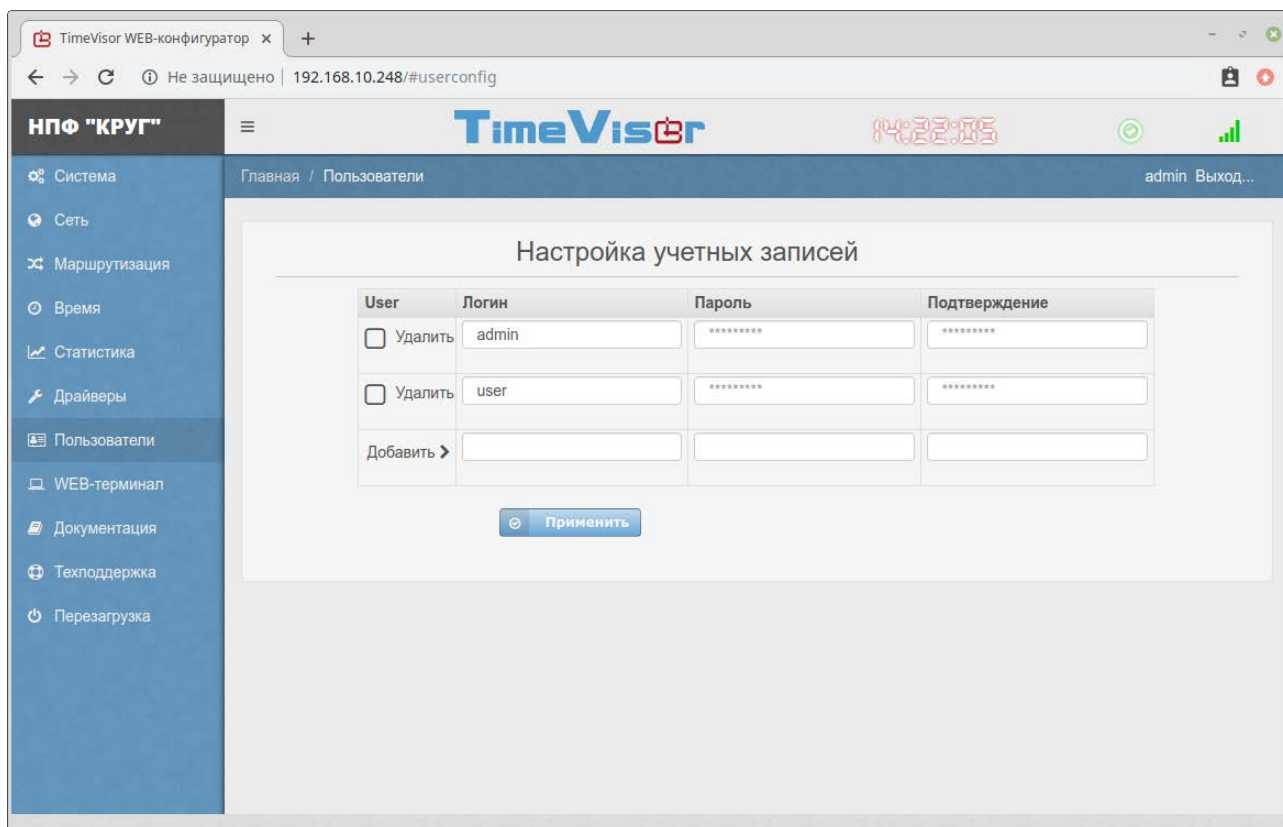 TimeVisor WEB-конфигуратор
Не защищено 192.168.10.248/#userconfig
НПФ "КРУГ"
TimeVisor
14:22:05
Система
Главная / Пользователи
admin Выход...
Сеть
Маршрутизация
Время
Статистика
Драйверы
Пользователи
WEB-терминал
Документация
Техподдержка
Перезагрузка
Настройка учетных записей
User Логин Пароль Подтверждение
Удалить admin ********* *********
Удалить user ********* *********
Добавить
Применить